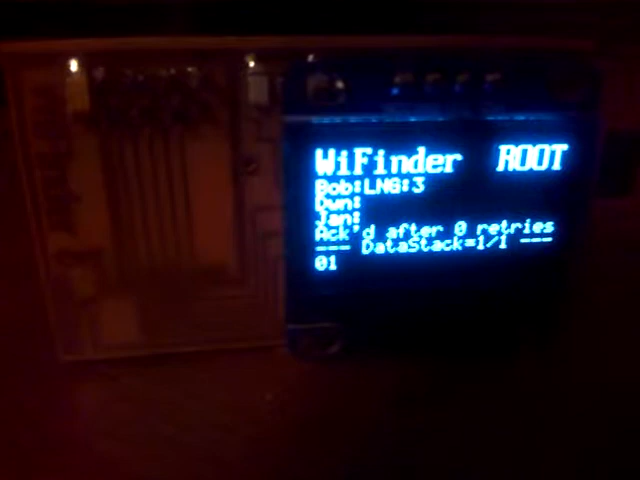 WiFinder ROOT
Bob:LNG:3
Dwn:
Jan:
Ack'd after 0 retries
--- DataStack=1/1 ---
01